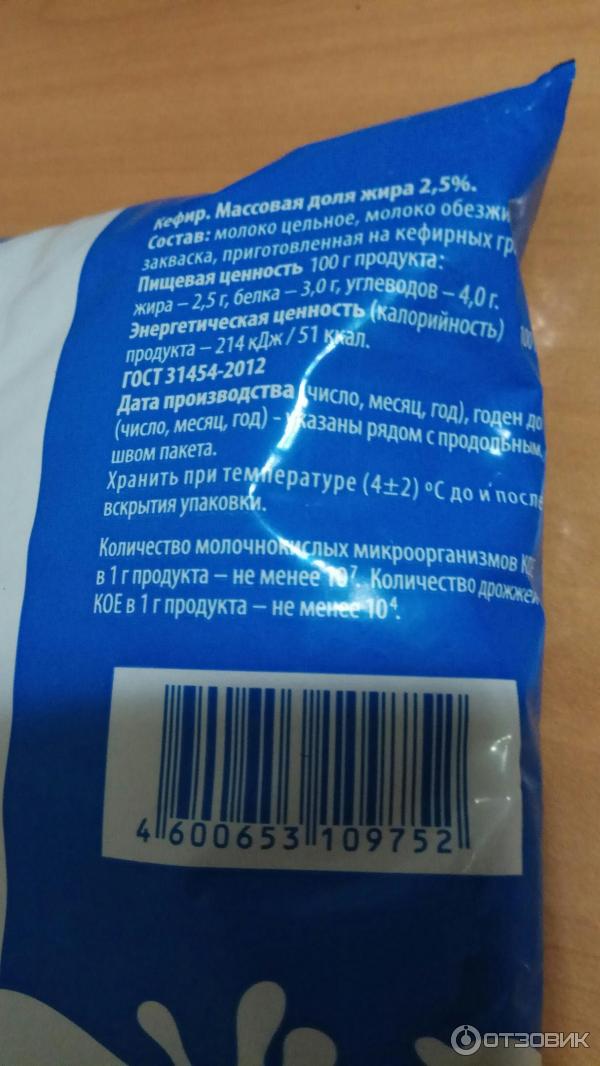 Кефир. Массовая доля жира 2,5%.
Состав: молоко цельное, молоко обезжи
закваска, приготовленная на кефирных гр
Пищевая ценность 100 г продукта:
жира – 2,5 г, белка – 3,0 г, углеводов – 4,0 г.
Энергетическая ценность (калорийность) 100
продукта – 214 кДж / 51 ккал.
ГОСТ 31454-2012
Дата производства (число, месяц, год), годен до
(число, месяц, год) – указаны рядом с продольным
швом пакета.
Хранить при температуре (4±2) °С до и после
вскрытия упаковки.
Количество молочнокислых микроорганизмов КОЕ
в 1 г продукта – не менее 10⁷. Количество дрожжей
КОЕ в 1 г продукта – не менее 10⁴.
4 600653 109752
ОТЗОВИК